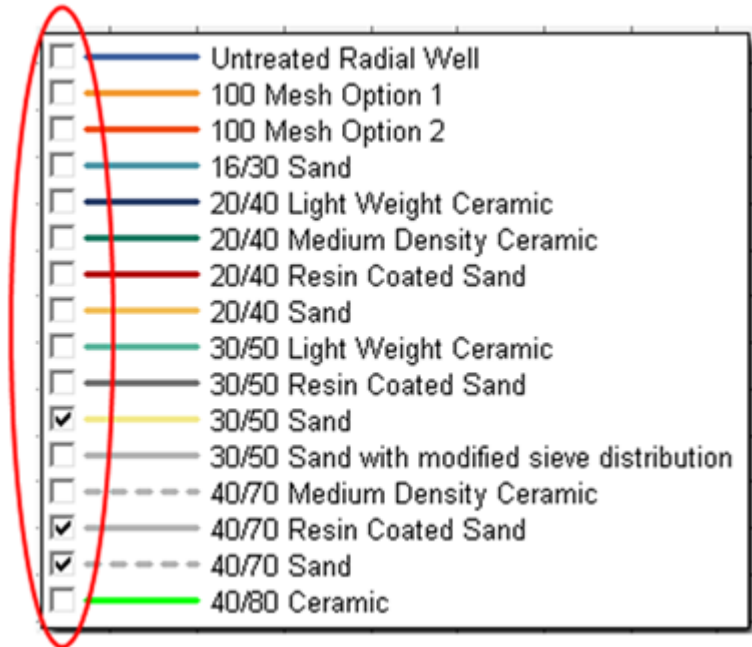 Untreated Radial Well
100 Mesh Option 1
100 Mesh Option 2
16/30 Sand
20/40 Light Weight Ceramic
20/40 Medium Density Ceramic
20/40 Resin Coated Sand
20/40 Sand
30/50 Light Weight Ceramic
30/50 Resin Coated Sand
30/50 Sand
30/50 Sand with modified sieve distribution
40/70 Medium Density Ceramic
40/70 Resin Coated Sand
40/70 Sand
40/80 Ceramic